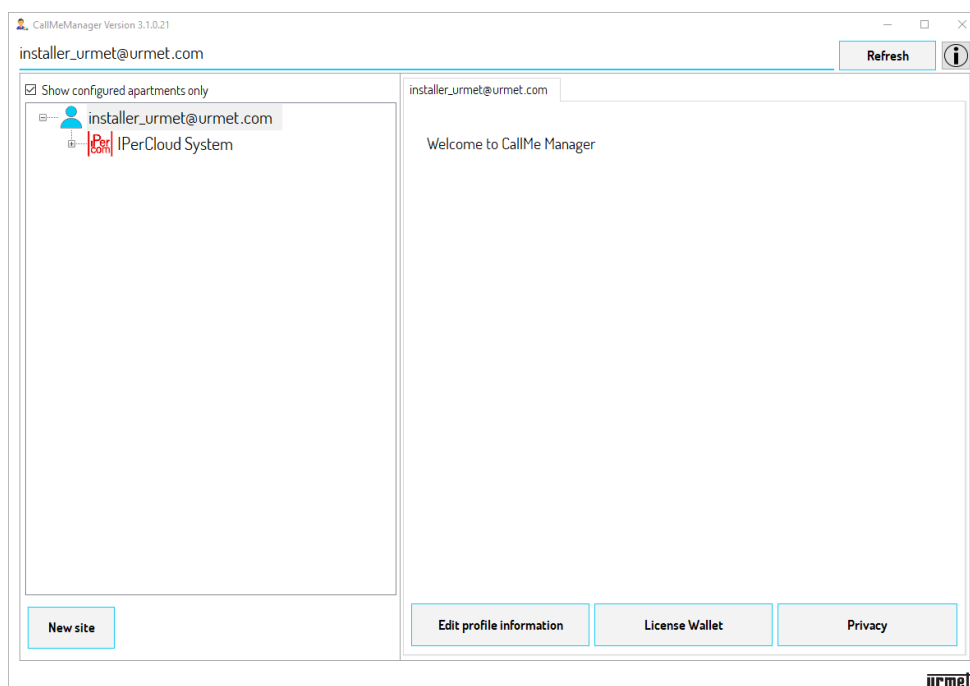 CallMeManager Version 3.1.0.21
installer_urmet@urmet.com
Refresh
Show configured apartments only
installer_urmet@urmet.com
IPer
com
IPerCloud System
installer_urmet@urmet.com
Welcome to CallMe Manager
New site
Edit profile information
License Wallet
Privacy
urmet